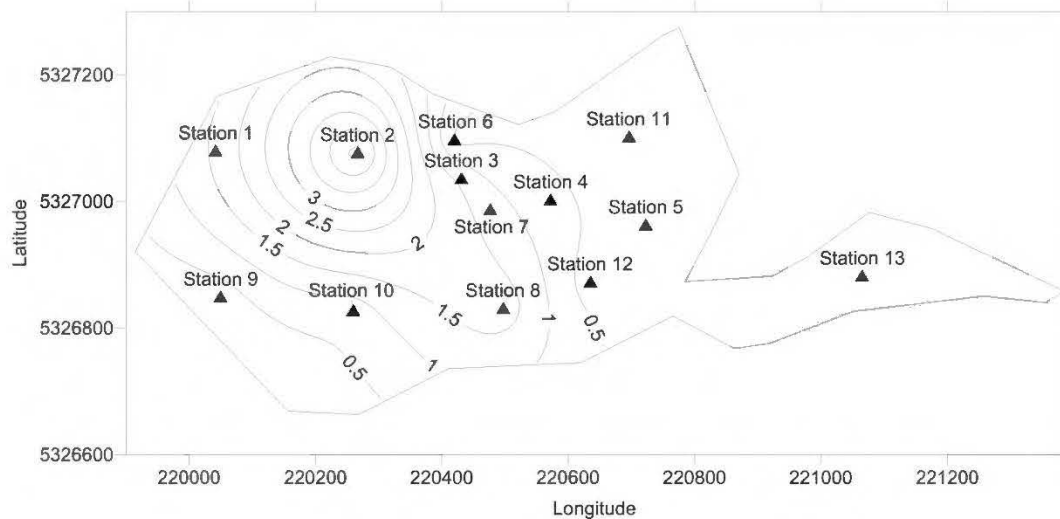 5327200
5327000
5326800
5326600
Latitude
Station 1
Station 2
Station 6
Station 11
Station 3
Station 4
Station 7
Station 5
Station 9
Station 10
Station 8
Station 12
Station 13
3
2.5
2
2
1.5
1.5
1
1
0.5
0.5
220000
220200
220400
220600
220800
221000
221200
Longitude